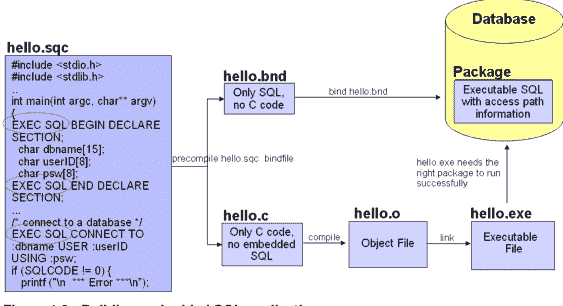 hello.sqc
#include <stdio.h>
#include <stdlib.h>
..
int main(int argc, char** argv)
{
EXEC SQL BEGIN DECLARE
SECTION;
char dbname[15];
char userID[8];
char psw[8];
EXEC SQL END DECLARE
SECTION;
...
/* connect to a database */
EXEC SQL CONNECT TO
:dbname USER :userID
USING :psw;
if (SQLCODE != 0) {
printf ("\n *** Error ***\n");
precompile hello.sqc bindfile
hello.bnd
Only SQL,
no C code
bind hello.bnd
Database
Package
Executable SQL
with access path
information
hello.exe needs the
right package to run
successfully
hello.c
Only C code,
no embedded
SQL
compile
hello.o
Object File
link
hello.exe
Executable
File